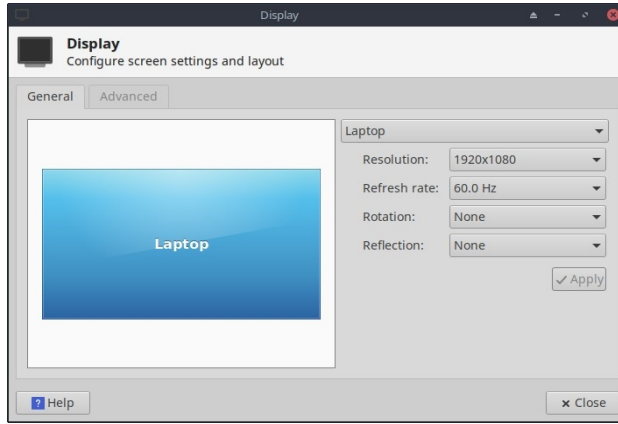 Display
Display
Configure screen settings and layout
General Advanced
Laptop
Resolution: 1920x1080
Refresh rate: 60.0 Hz
Rotation: None
Reflection: None
Laptop
Apply
? Help
Close